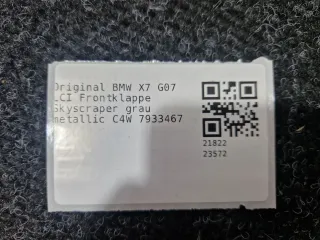 Original BMW X7 G07
LCI Frontklappe
Skyscraper grau
metallic C4W 7933467
21822
23572